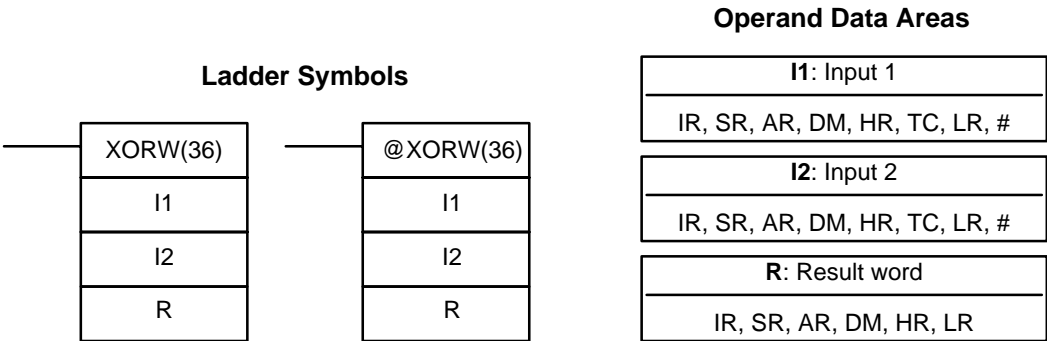 Ladder Symbols
XORW(36)
I1
I2
R
@XORW(36)
I1
I2
R
Operand Data Areas
I1: Input 1
IR, SR, AR, DM, HR, TC, LR, #
I2: Input 2
IR, SR, AR, DM, HR, TC, LR, #
R: Result word
IR, SR, AR, DM, HR, LR